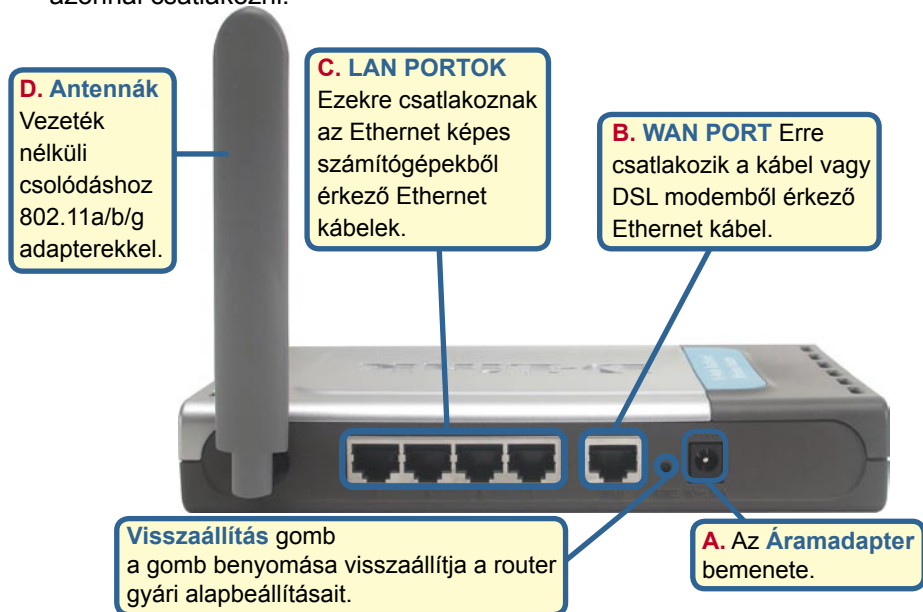 azonnal csatlakozni.
D. Antennák
Vezeték
nélküli
csolódáshoz
802.11a/b/g
adapterekkel.
C. LAN PORTOK
Ezekre csatlakoznak
az Ethernet képes
számítógépekből
érkező Ethernet
kábelek.
B. WAN PORT Erre
csatlakozik a kábel vagy
DSL modemből érkező
Ethernet kábel.
Visszaállítás gomb
a gomb benyomása visszaállítja a router
gyári alapbeállításait.
A. Az Áramadapter
bemenete.